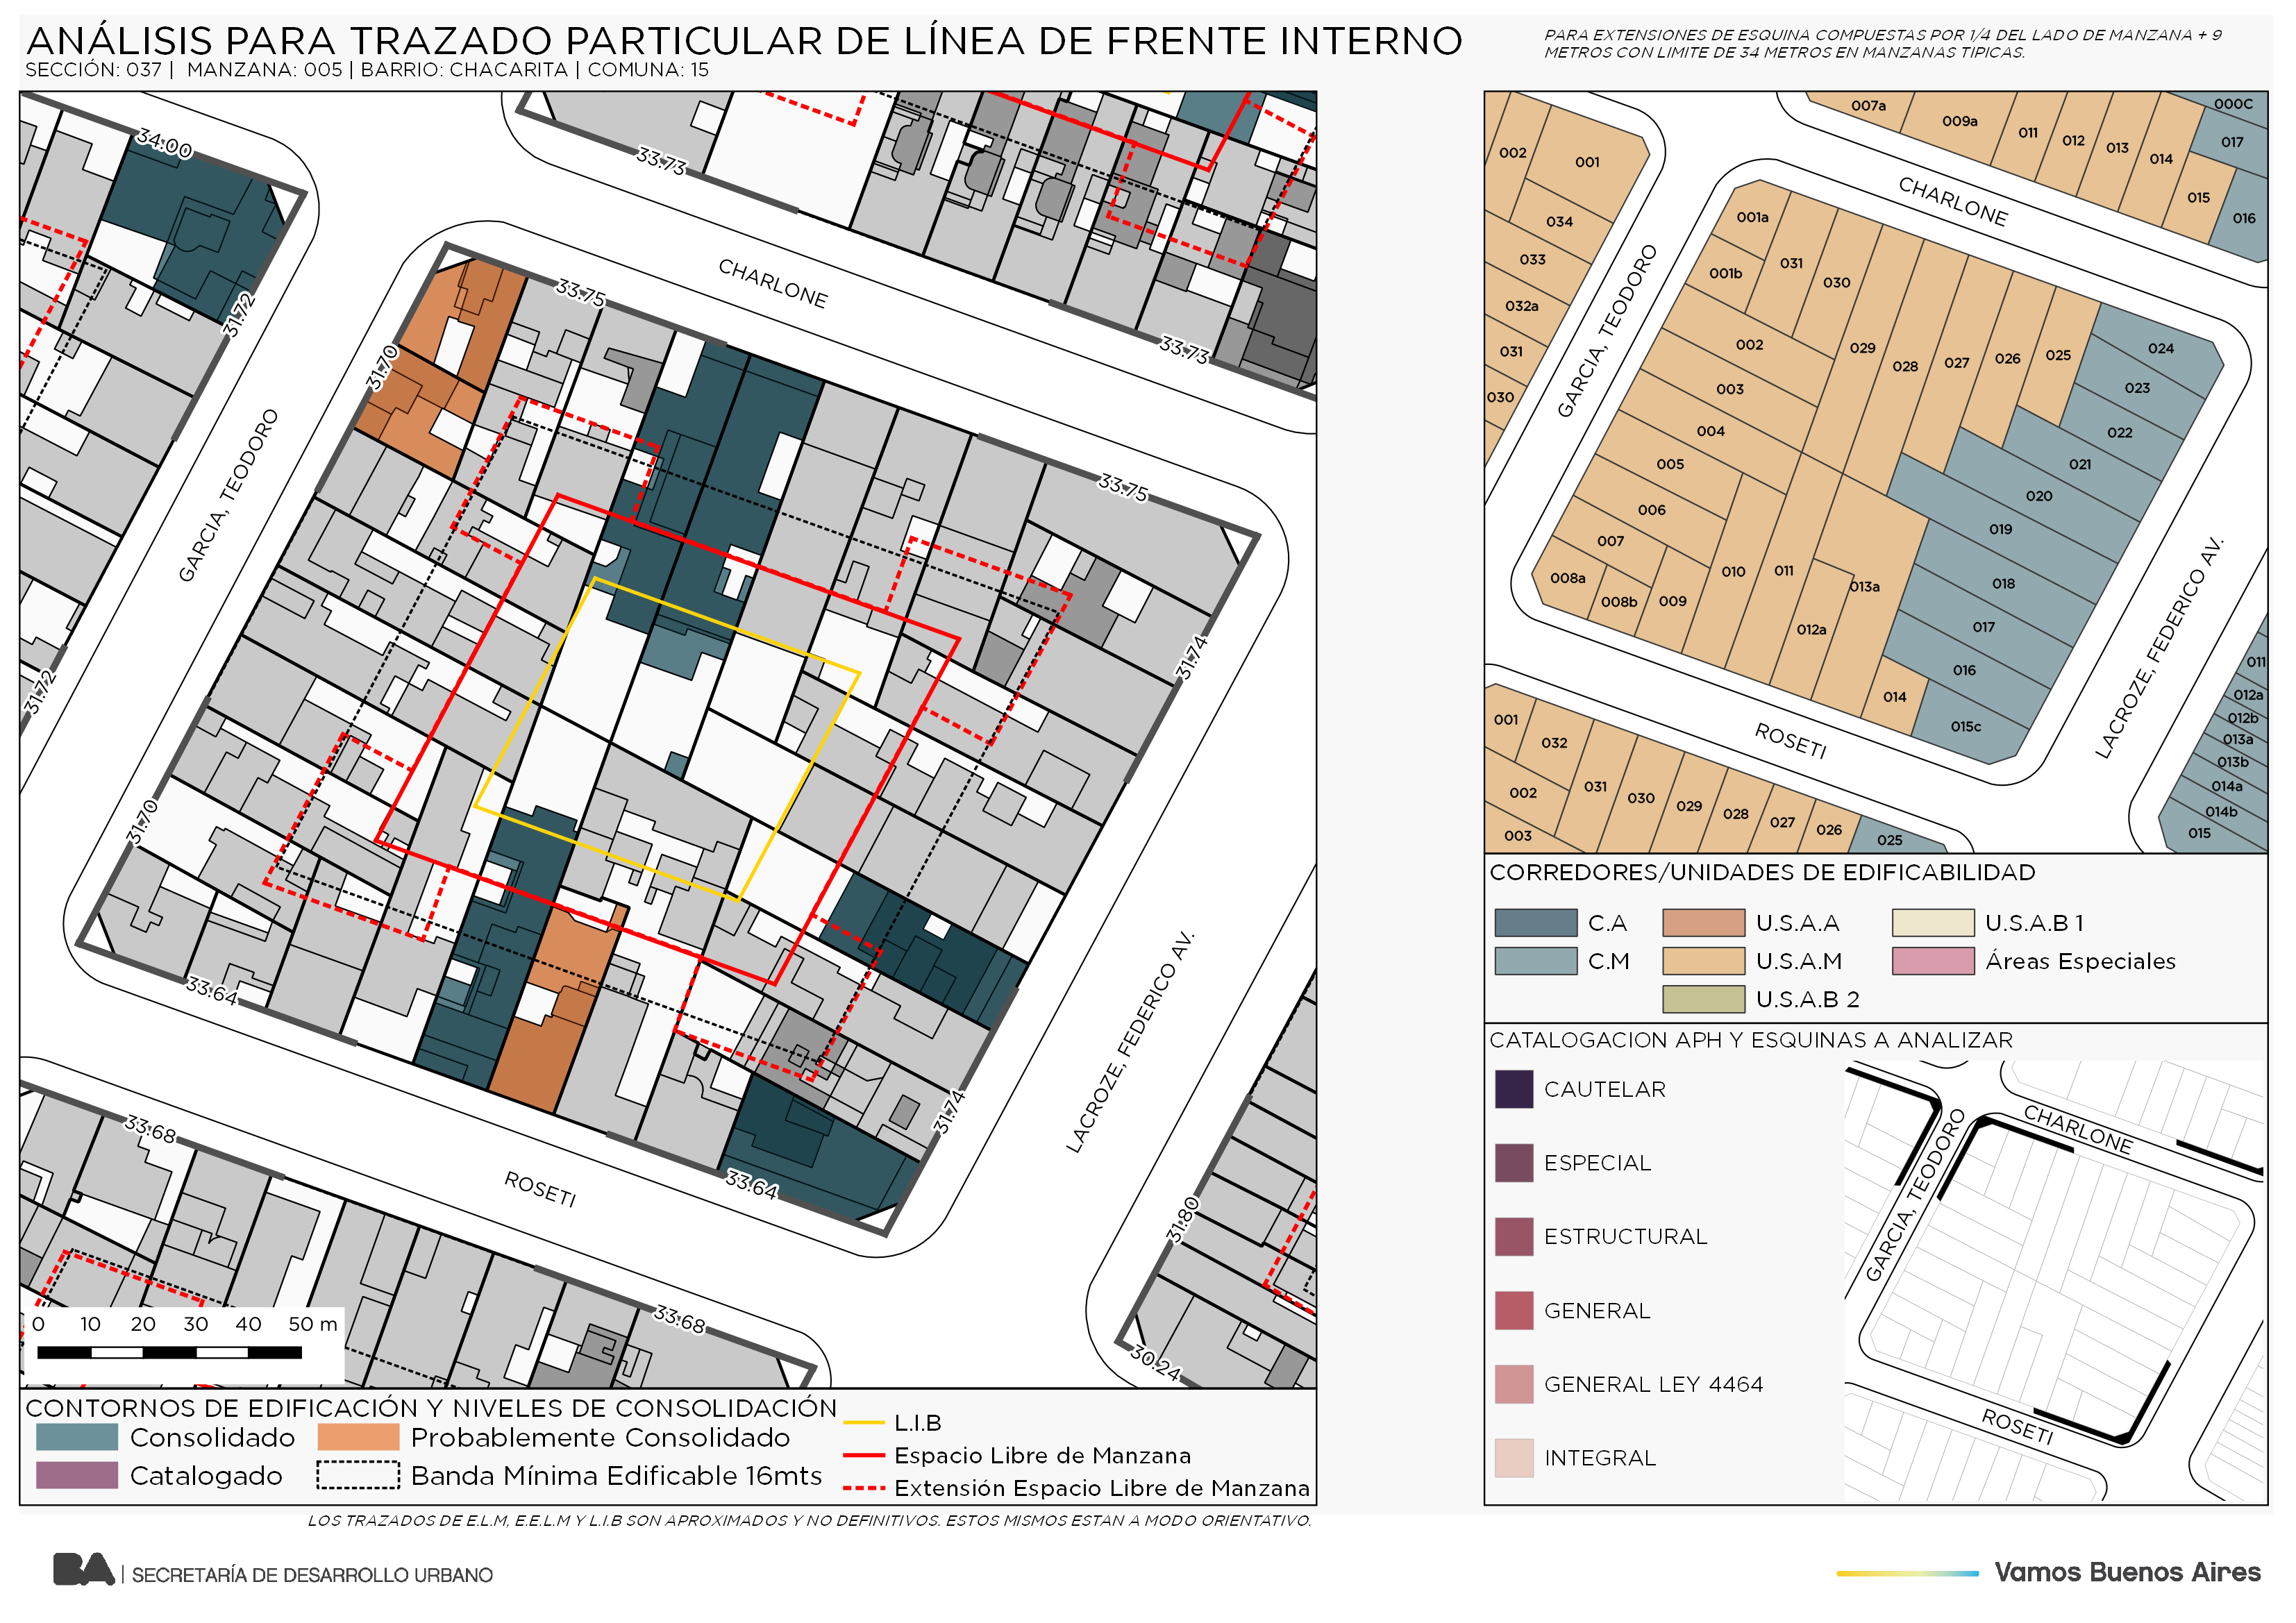 ANÁLISIS PARA TRAZADO PARTICULAR DE LÍNEA DE FRENTE INTERNO
SECCIÓN: 037 | MANZANA: 005 | BARRIO: CHACARITA | COMUNA: 15
PARA EXTENSIONES DE ESQUINA COMPUESTAS POR 1/4 DEL LADO DE MANZANA + 9
METROS CON LIMITE DE 34 METROS EN MANZANAS TIPICAS.
34.00
33.73
31.72
CHARLONE
33.75
33.73
31.70
GARCIA, TEODORO
33.75
31.74
31.72
31.70
33.64
LACROZE, FEDERICO AV.
31.74
33.68
ROSETI
33.64
31.80
33.68
30.24
0 10 20 30 40 50 m
CONTORNOS DE EDIFICACIÓN Y NIVELES DE CONSOLIDACIÓN
Consolidado
Probablemente Consolidado
Catalogado
Banda Mínima Edificable 16mts
L.I.B
Espacio Libre de Manzana
Extensión Espacio Libre de Manzana
LOS TRAZADOS DE E.L.M, E.E.L.M Y L.I.B SON APROXIMADOS Y NO DEFINITIVOS. ESTOS MISMOS ESTAN A MODO ORIENTATIVO.
007a
009a
011
012
013
014
000C
017
015
016
002
001
034
033
032a
031
030
CHARLONE
GARCIA, TEODORO
001a
001b
031
030
002
029
028
027
026
025
024
023
022
021
020
019
018
017
016
015c
003
004
005
006
007
008a
008b
009
010
011
012a
013a
014
LACROZE, FEDERICO AV.
ROSETI
001
032
002
031
030
029
028
027
026
025
003
011
012a
012b
013a
013b
014a
014b
015
CORREDORES/UNIDADES DE EDIFICABILIDAD
C.A
U.S.A.A
U.S.A.B 1
C.M
U.S.A.M
Áreas Especiales
U.S.A.B 2
CATALOGACION APH Y ESQUINAS A ANALIZAR
CAUTELAR
ESPECIAL
ESTRUCTURAL
GENERAL
GENERAL LEY 4464
INTEGRAL
CHARLONE
GARCIA, TEODORO
ROSETI
BA | SECRETARÍA DE DESARROLLO URBANO
Vamos Buenos Aires